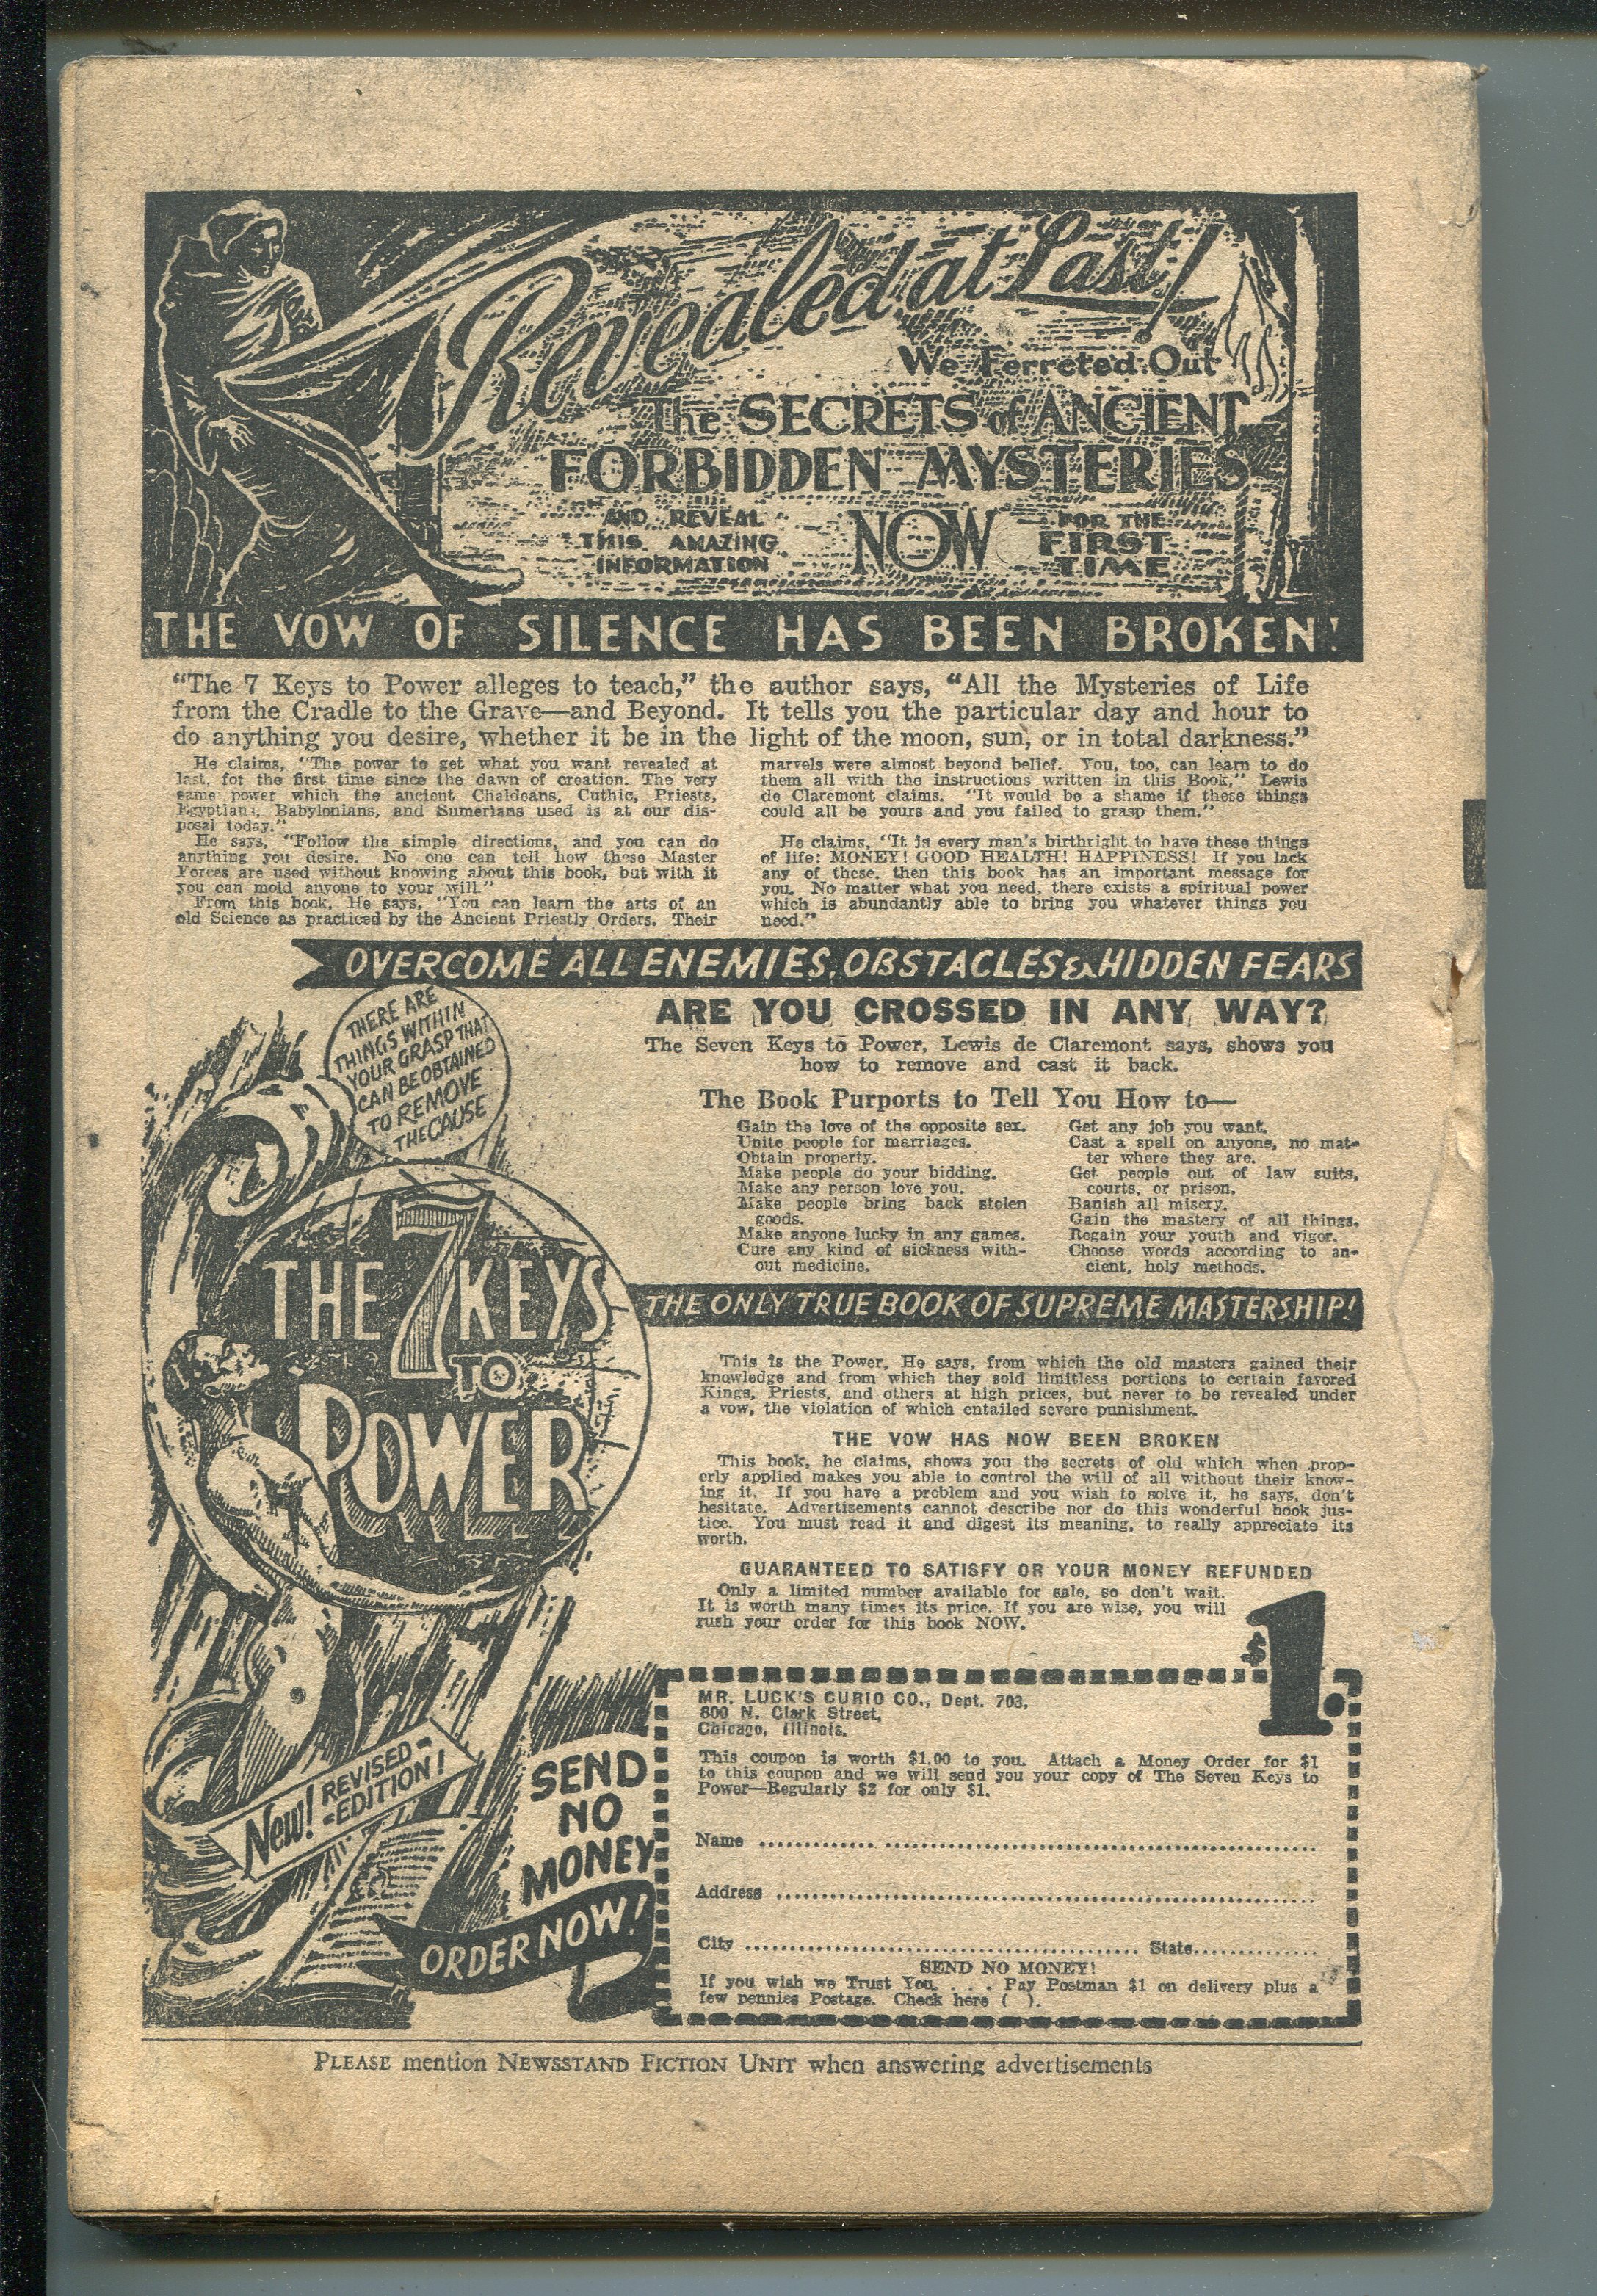 Revealed at Last!
We Ferreted Out
The SECRETS of ANCIENT
FORBIDDEN MYSTERIES
AND REVEAL
THIS AMAZING
INFORMATION
NOW
FOR THE
FIRST
TIME
THE VOW OF SILENCE HAS BEEN BROKEN!
“The 7 Keys to Power alleges to teach,” the author says, “All the Mysteries of Life
from the Cradle to the Grave—and Beyond. It tells you the particular day and hour to
do anything you desire, whether it be in the light of the moon, sun, or in total darkness.”
He claims, “The power to get what you want revealed at
last, for the first time since the dawn of creation. The very
same power which the ancient Chaldeans, Cuthic, Priests,
Egyptians, Babylonians, and Sumerians used is at our dis-
posal today.”
He says, “Follow the simple directions, and you can do
anything you desire. No one can tell how these Master
Forces are used without knowing about this book, but with it
you can mold anyone to your will.”
From this book, He says, “You can learn the arts of an
old Science as practiced by the Ancient Priestly Orders. Their
marvels were almost beyond belief. You, too, can learn to do
them all with the instructions written in this Book,” Lewis
de Claremont claims. “It would be a shame if these things
could all be yours and you failed to grasp them.”
He claims, “It is every man’s birthright to have these things
of life: MONEY! GOOD HEALTH! HAPPINESS! If you lack
any of these, then this book has an important message for
you. No matter what you need, there exists a spiritual power
which is abundantly able to bring you whatever things you
need.”
OVERCOME ALL ENEMIES, OBSTACLES & HIDDEN FEARS
THERE ARE
THINGS WITHIN
YOUR GRASP THAT
CAN BE OBTAINED
TO REMOVE
THE CAUSE
ARE YOU CROSSED IN ANY WAY?
The Seven Keys to Power, Lewis de Claremont says, shows you
how to remove and cast it back.
The Book Purports to Tell You How to—
Gain the love of the opposite sex.
Unite people for marriages.
Obtain property.
Make people do your bidding.
Make any person love you.
Make people bring back stolen
goods.
Make anyone lucky in any games.
Cure any kind of sickness with-
out medicine.
Get any job you want.
Cast a spell on anyone, no mat-
ter where they are.
Get people out of law suits,
courts, or prison.
Banish all misery.
Gain the mastery of all things.
Regain your youth and vigor.
Choose words according to an-
cient, holy methods.
THE 7 KEYS
TO
POWER
THE ONLY TRUE BOOK OF SUPREME MASTERSHIP!
This is the Power, He says, from which the old masters gained their
knowledge and from which they sold limitless portions to certain favored
Kings, Priests, and others at high prices, but never to be revealed under
a vow, the violation of which entailed severe punishment.
THE VOW HAS NOW BEEN BROKEN
This book, he claims, shows you the secrets of old which when prop-
erly applied makes you able to control the will of all without their know-
ing it. If you have a problem and you wish to solve it, he says, don’t
hesitate. Advertisements cannot describe nor do this wonderful book jus-
tice. You must read it and digest its meaning, to really appreciate its
worth.
GUARANTEED TO SATISFY OR YOUR MONEY REFUNDED
Only a limited number available for sale, so don’t wait.
It is worth many times its price. If you are wise, you will
rush your order for this book NOW.
$1.
New! REVISED-
-EDITION!
SEND
NO
MONEY
ORDER NOW!
MR. LUCK’S CURIO CO., Dept. 703,
800 N. Clark Street,
Chicago, Illinois.
This coupon is worth $1.00 to you. Attach a Money Order for $1
to this coupon and we will send you your copy of The Seven Keys to
Power—Regularly $2 for only $1.
Name ..............................
Address ..............................
City .............................. State..............
SEND NO MONEY!
If you wish we Trust You. . . . Pay Postman $1 on delivery plus a
few pennies Postage. Check here ( ).
PLEASE mention NEWSSTAND FICTION UNIT when answering advertisements